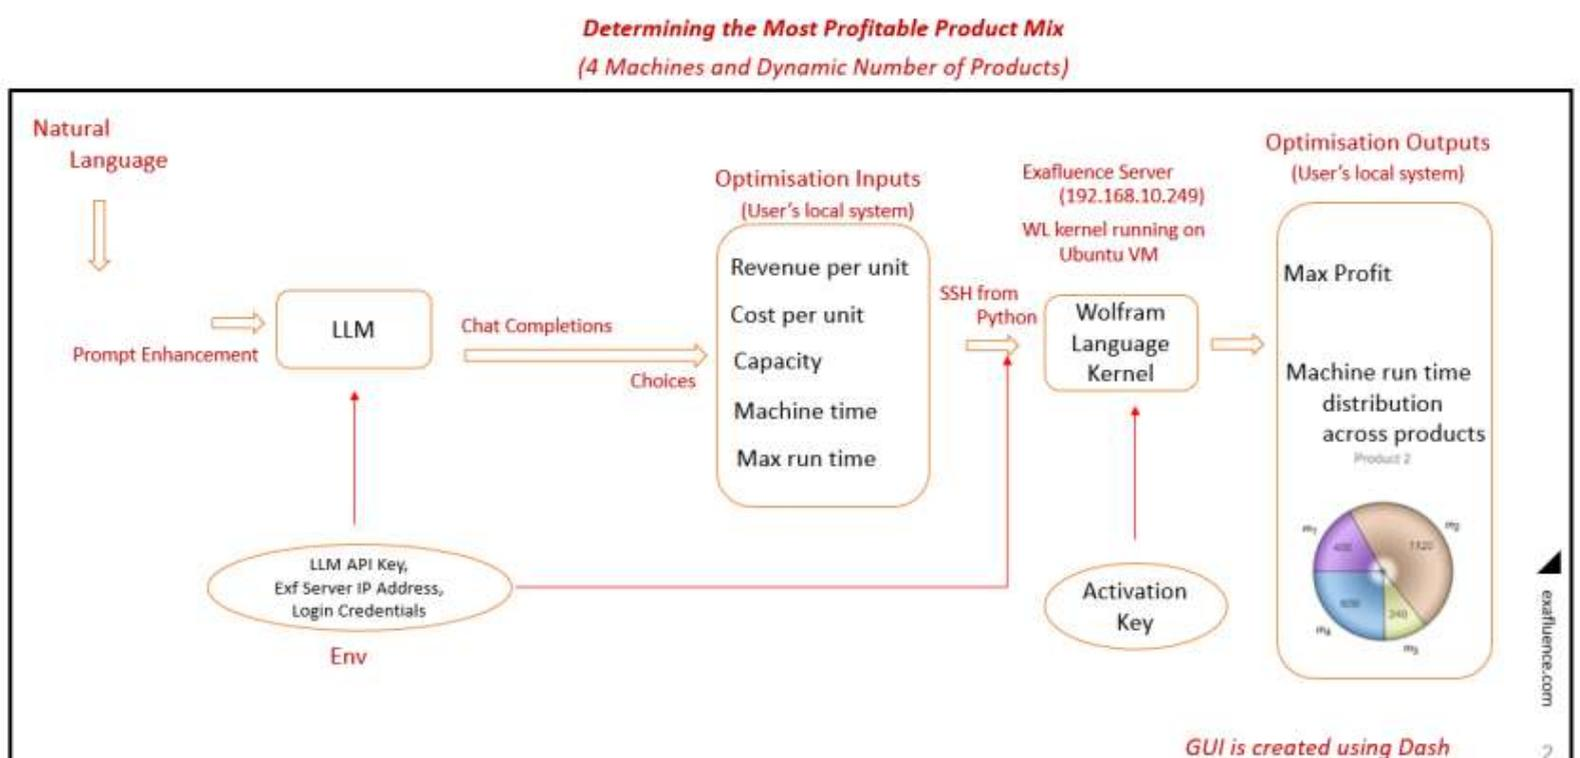 Determining the Most Profitable Product Mix
(4 Machines and Dynamic Number of Products)
Natural
Language
Prompt Enhancement
LLM
Chat Completions
Choices
LLM API Key,
Exf Server IP Address,
Login Credentials
Env
Optimisation Inputs
(User's local system)
Revenue per unit
Cost per unit
Capacity
Machine time
Max run time
SSH from
Python
Exafluence Server
(192.168.10.249)
WL kernel running on
Ubuntu VM
Wolfram
Language
Kernel
Activation
Key
Optimisation Outputs
(User's local system)
Max Profit
Machine run time
distribution
across products
Product 2
m2
1120
240
exafluence.com
GUI is created using Dash
2